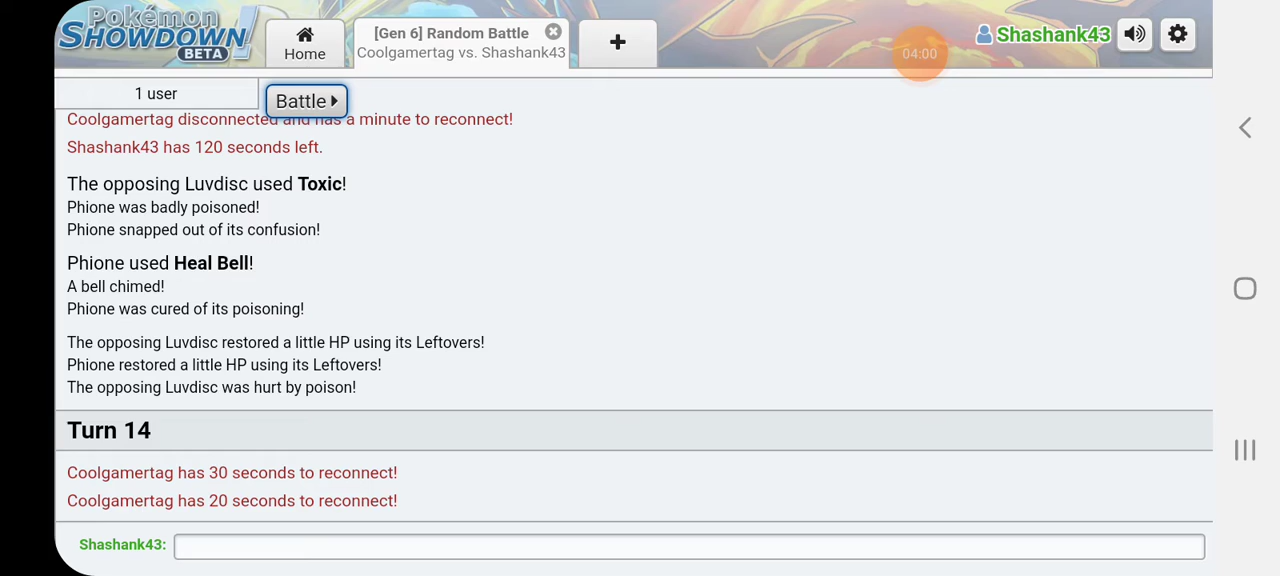 Pokémon
SHOWDOWN!
BETA
Home
[Gen 6] Random Battle
Coolgamertag vs. Shashank43
+
04:00
Shashank43
1 user
Battle
Coolgamertag disconnected and has a minute to reconnect!
Shashank43 has 120 seconds left.
The opposing Luvdisc used Toxic!
Phione was badly poisoned!
Phione snapped out of its confusion!
Phione used Heal Bell!
A bell chimed!
Phione was cured of its poisoning!
The opposing Luvdisc restored a little HP using its Leftovers!
Phione restored a little HP using its Leftovers!
The opposing Luvdisc was hurt by poison!
Turn 14
Coolgamertag has 30 seconds to reconnect!
Coolgamertag has 20 seconds to reconnect!
Shashank43: